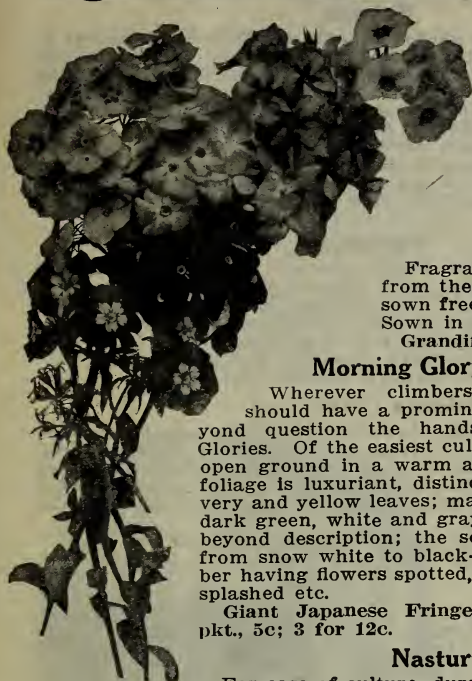 Fragra
from the
sown free
Sown in
Grandi
Morning Glor
Wherever climbers
should have a promin
yond question the hands
Glories. Of the easiest cul
open ground in a warm a
foliage is luxuriant, distinc
very and yellow leaves; ma
dark green, white and gray
beyond description; the s
from snow white to black-
ber having flowers spotted,
splashed etc.
Giant Japanese Fringe
pkt., 5c; 3 for 12c.
Nastur